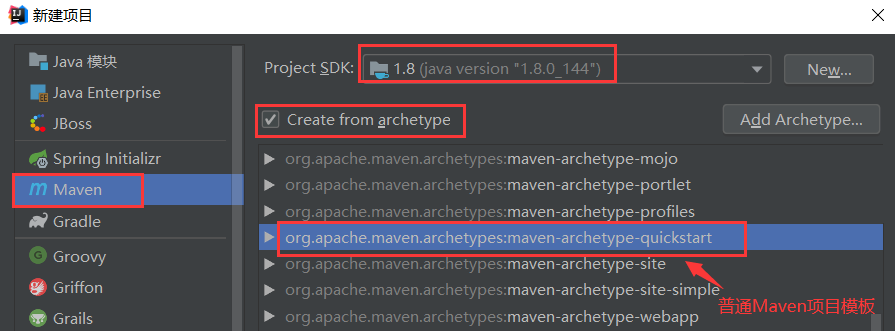 新建项目
Java 模块
Java Enterprise
JBoss
Spring Initializr
Maven
Gradle
Groovy
Griffon
Grails
Project SDK: 1.8 (java version "1.8.0_144") New...
Create from archetype Add Archetype...
org.apache.maven.archetypes:maven-archetype-mojo
org.apache.maven.archetypes:maven-archetype-portlet
org.apache.maven.archetypes:maven-archetype-profiles
org.apache.maven.archetypes:maven-archetype-quickstart
org.apache.maven.archetypes:maven-archetype-site
org.apache.maven.archetypes:maven-archetype-site-simple
org.apache.maven.archetypes:maven-archetype-webapp
普通Maven项目模板